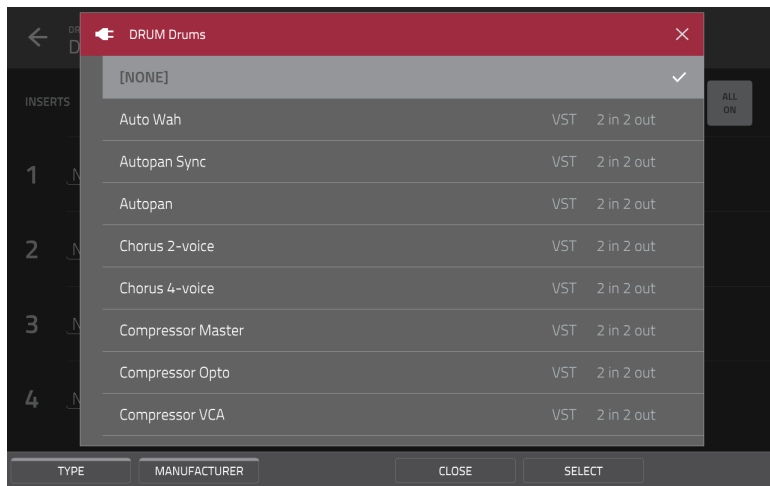 DR
D
DRUM Drums
[NONE]
INSERTS
ALL
ON
Auto Wah VST 2 in 2 out
Autopan Sync VST 2 in 2 out
1 N
Autopan VST 2 in 2 out
Chorus 2-voice VST 2 in 2 out
2 N
Chorus 4-voice VST 2 in 2 out
3 N
Compressor Master VST 2 in 2 out
Compressor Opto VST 2 in 2 out
4 N
Compressor VCA VST 2 in 2 out
TYPE MANUFACTURER CLOSE SELECT